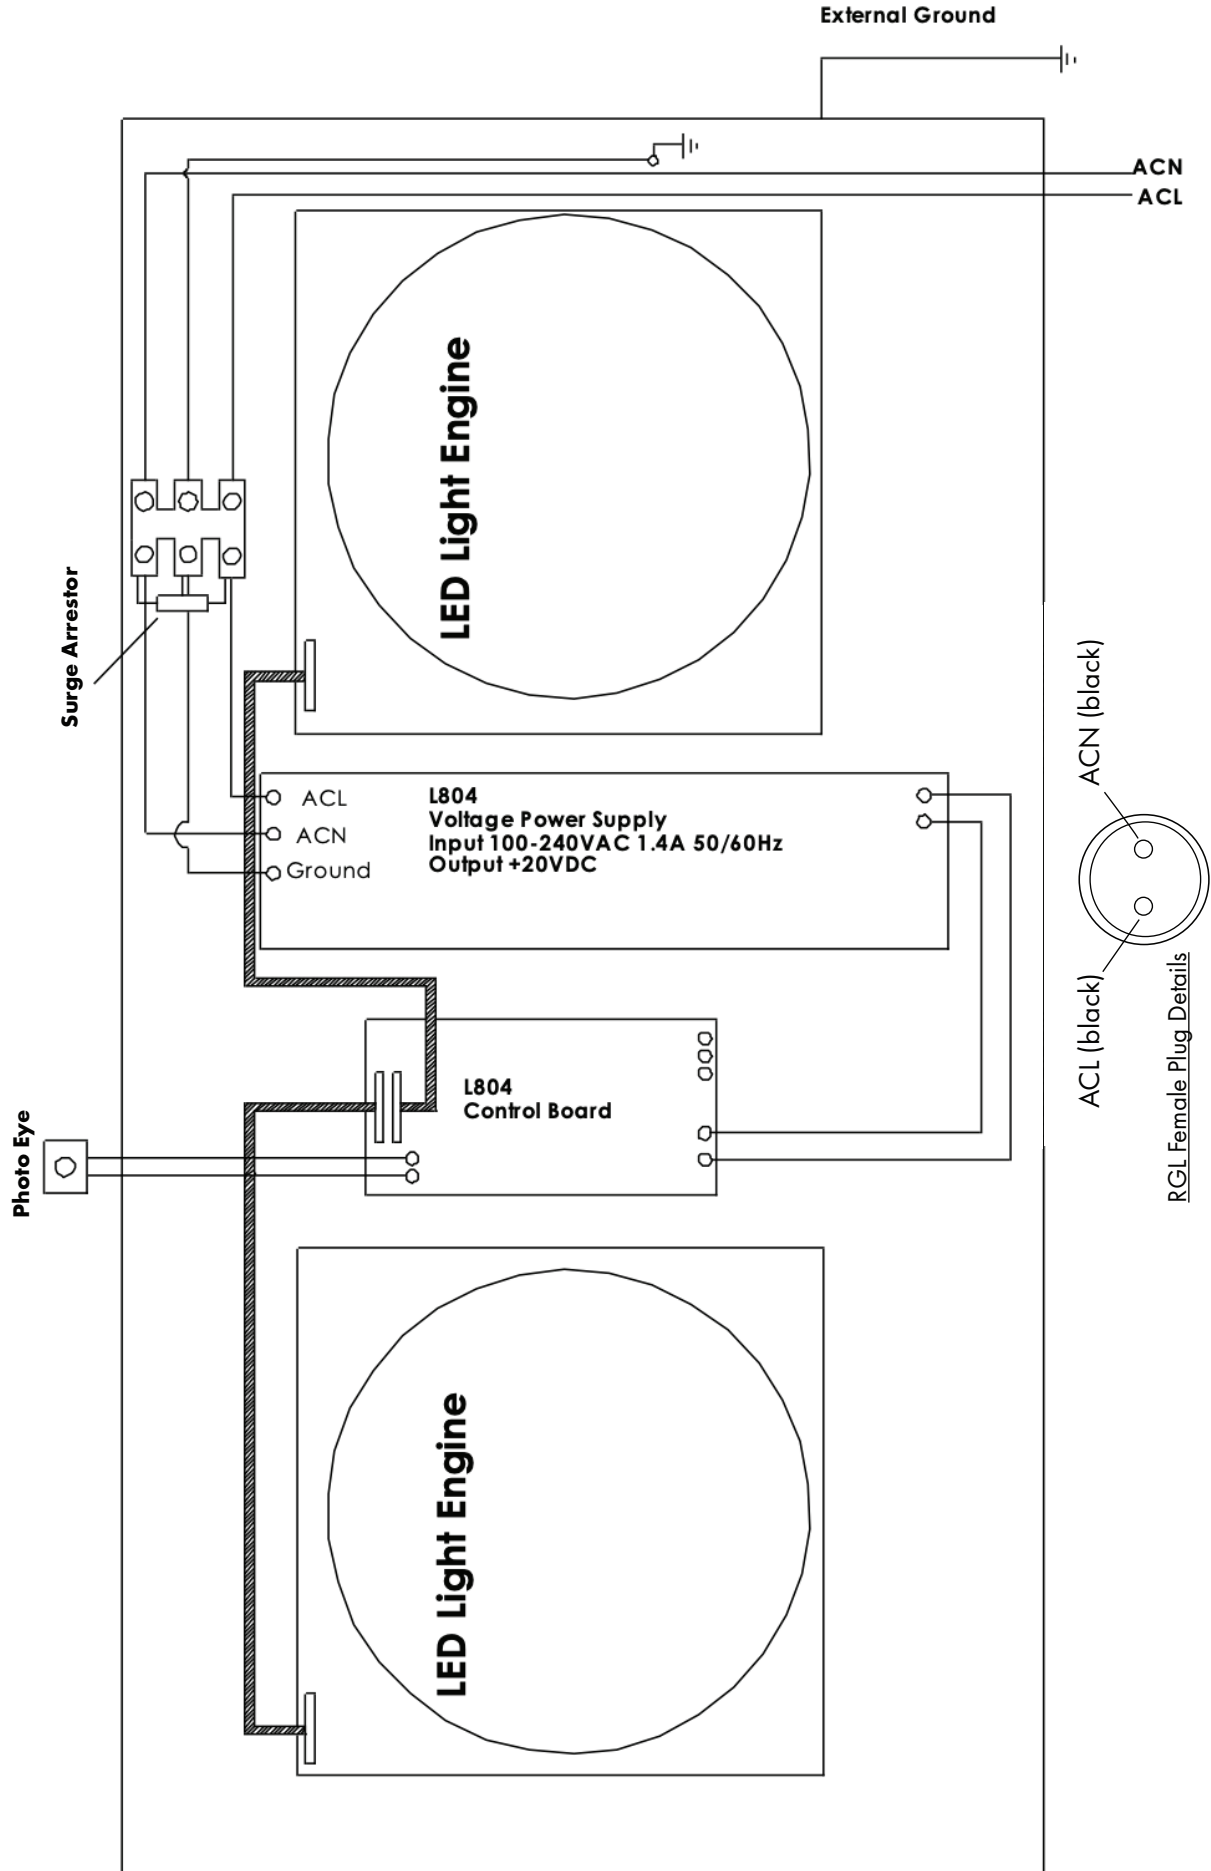 External Ground
ACN
ACL
LED Light Engine
Surge Arrestor
ACL
ACN
Ground
L804
Voltage Power Supply
Input 100-240VAC 1.4A 50/60Hz
Output +20VDC
ACN (black)
ACL (black)
RGL Female Plug Details
L804
Control Board
Photo Eye
LED Light Engine